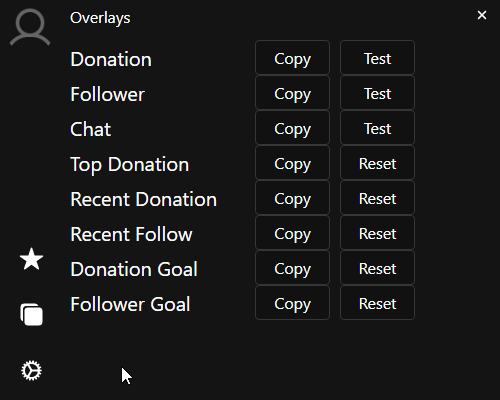 Overlays
Donation Copy Test
Follower Copy Test
Chat Copy Test
Top Donation Copy Reset
Recent Donation Copy Reset
Recent Follow Copy Reset
Donation Goal Copy Reset
Follower Goal Copy Reset